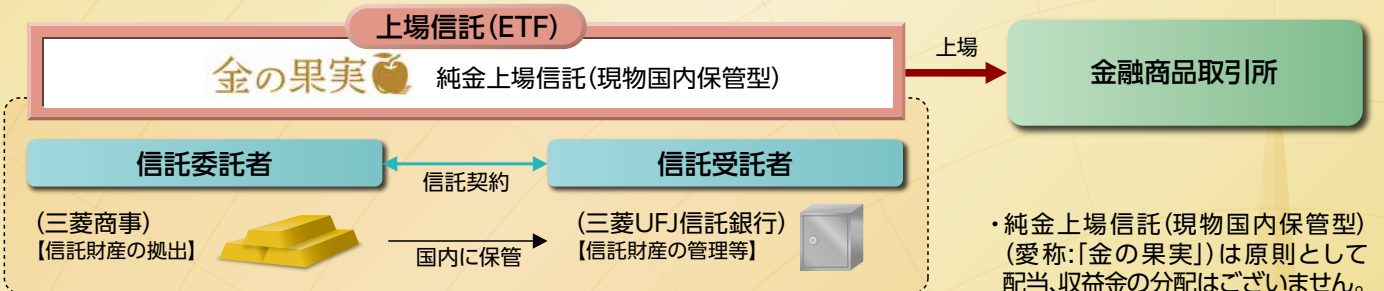 上場信託(ETF)
金の果実 純金上場信託(現物国内保管型)
上場
金融商品取引所
信託委託者
信託契約
信託受託者
(三菱商事)
【信託財産の拠出】
国内に保管
(三菱UFJ信託銀行)
【信託財産の管理等】
・純金上場信託(現物国内保管型)
(愛称:「金の果実」)は原則として
配当、収益金の分配はございません。